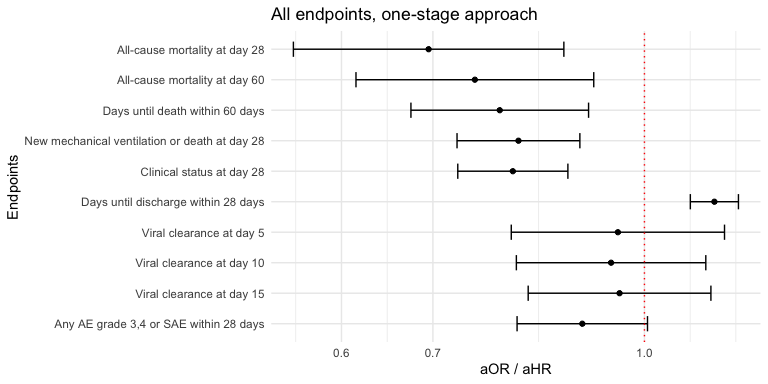 All endpoints, one-stage approach
All-cause mortality at day 28
All-cause mortality at day 60
Days until death within 60 days
New mechanical ventilation or death at day 28
Clinical status at day 28
Days until discharge within 28 days
Viral clearance at day 5
Viral clearance at day 10
Viral clearance at day 15
Any AE grade 3,4 or SAE within 28 days
Endpoints
0.6 0.7 1.0
aOR / aHR